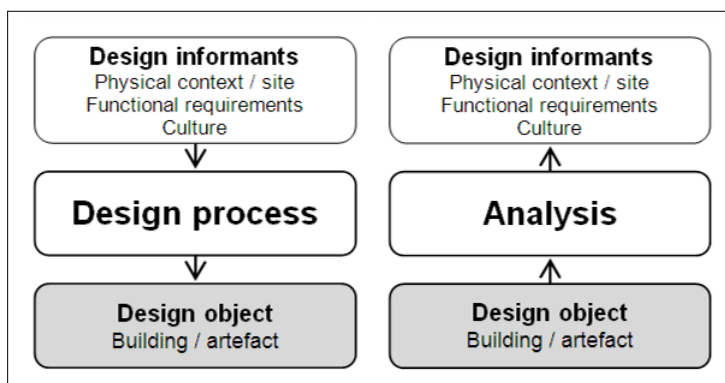 Design informants
Physical context / site
Functional requirements
Culture
Design process
Design object
Building / artefact
Design informants
Physical context / site
Functional requirements
Culture
Analysis
Design object
Building / artefact